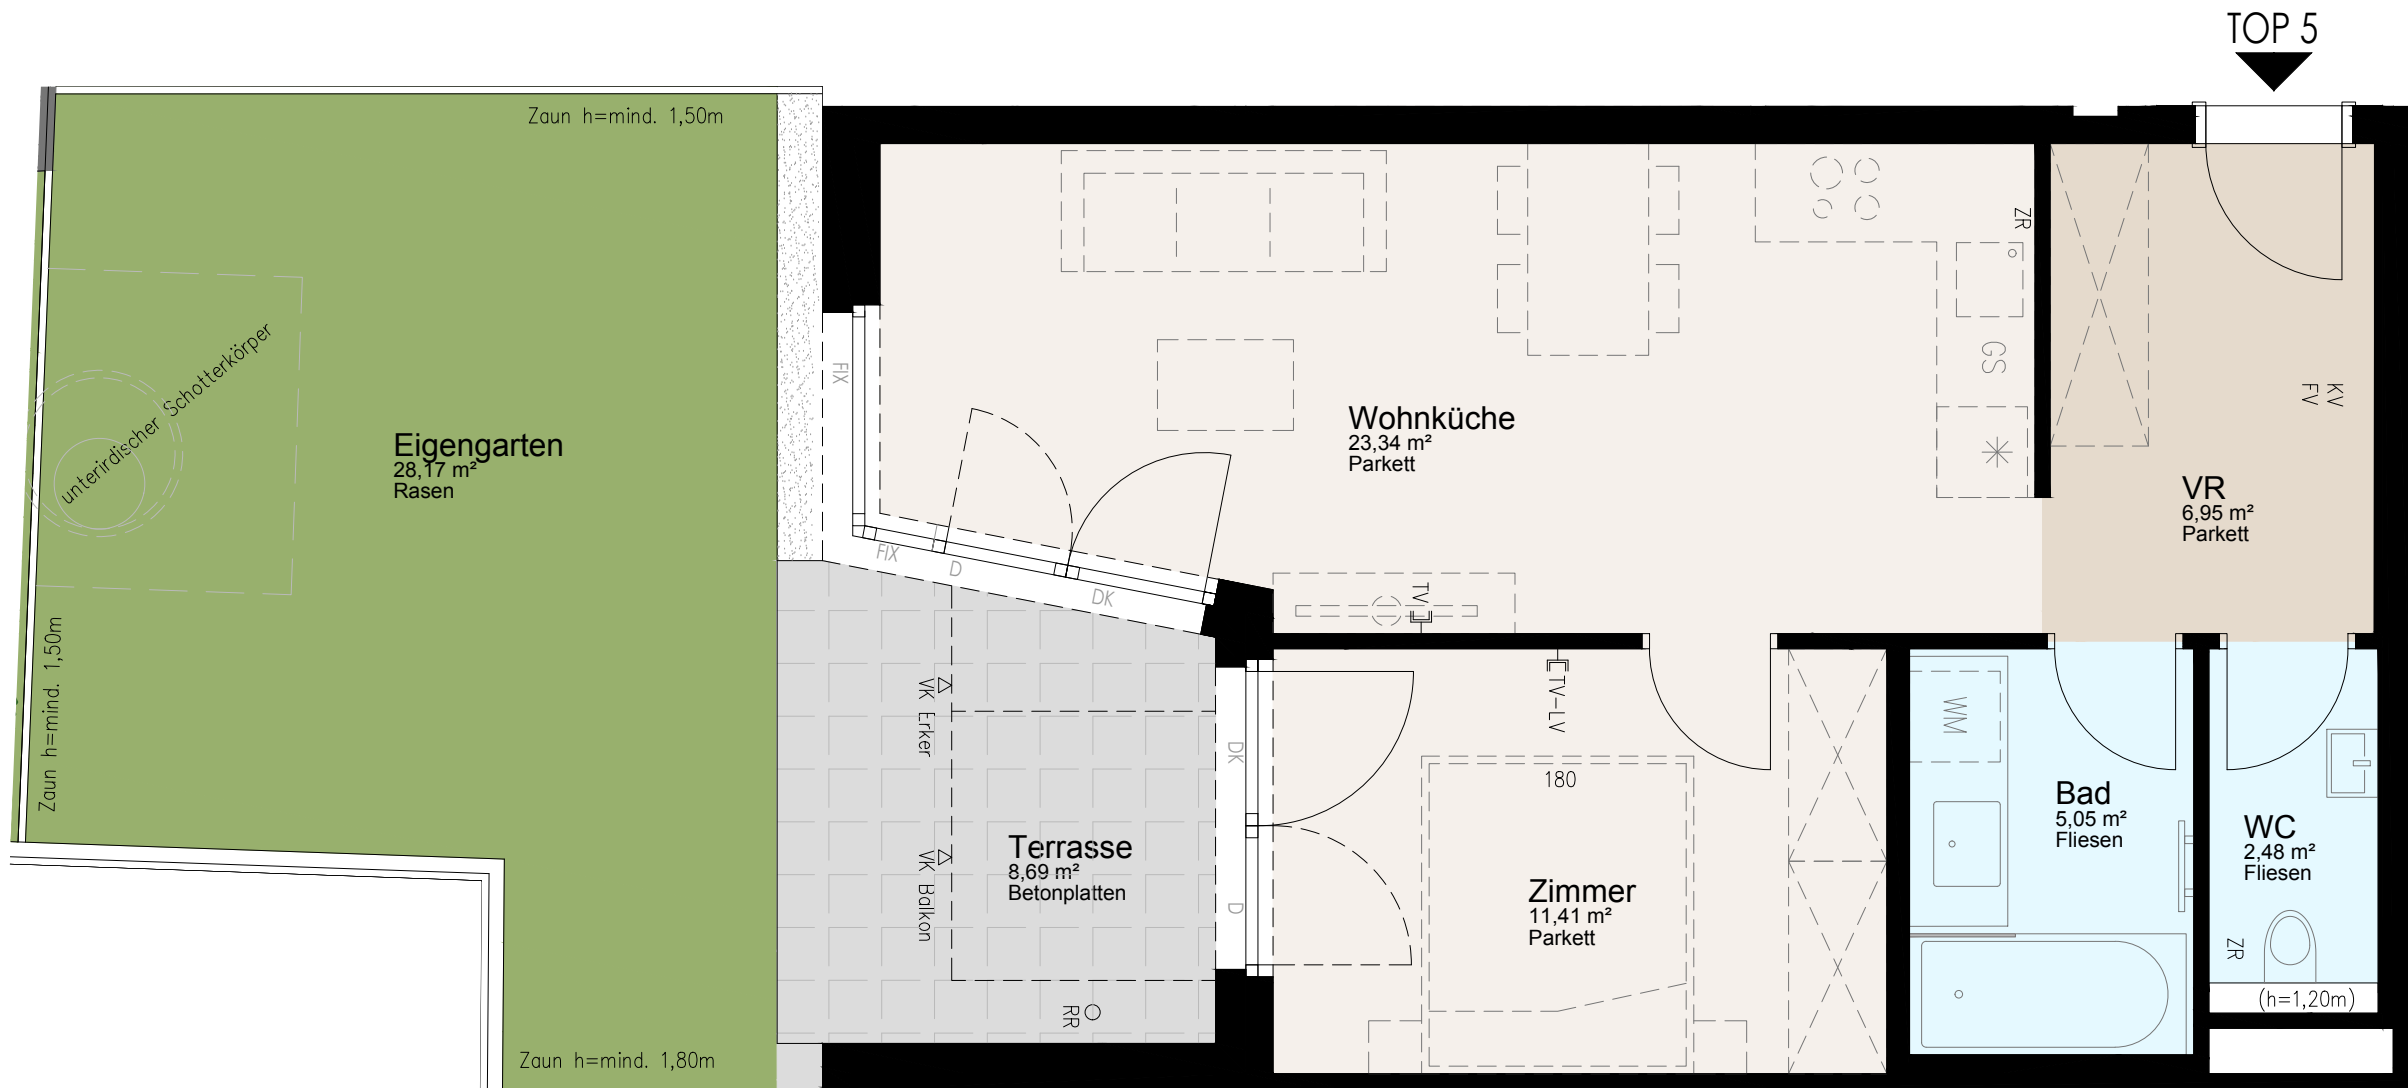 TOP 5
Zaun h=mind. 1,50m
ZR
FIX
GS
KV
FV
unterirdischer Schotterkörper
Eigengarten
28,17 m²
Rasen
Wohnküche
23,34 m²
Parkett
VR
6,95 m²
Parkett
FIX
D
DK
TV
Zaun h=mind. 1,50m
VK Erker
DK
TV-LV
180
WM
Bad
5,05 m²
Fliesen
WC
2,48 m²
Fliesen
Terrasse
8,69 m²
Betonplatten
VK Balkon
D
Zimmer
11,41 m²
Parkett
ZR
(h=1,20m)
RR
Zaun h=mind. 1,80m